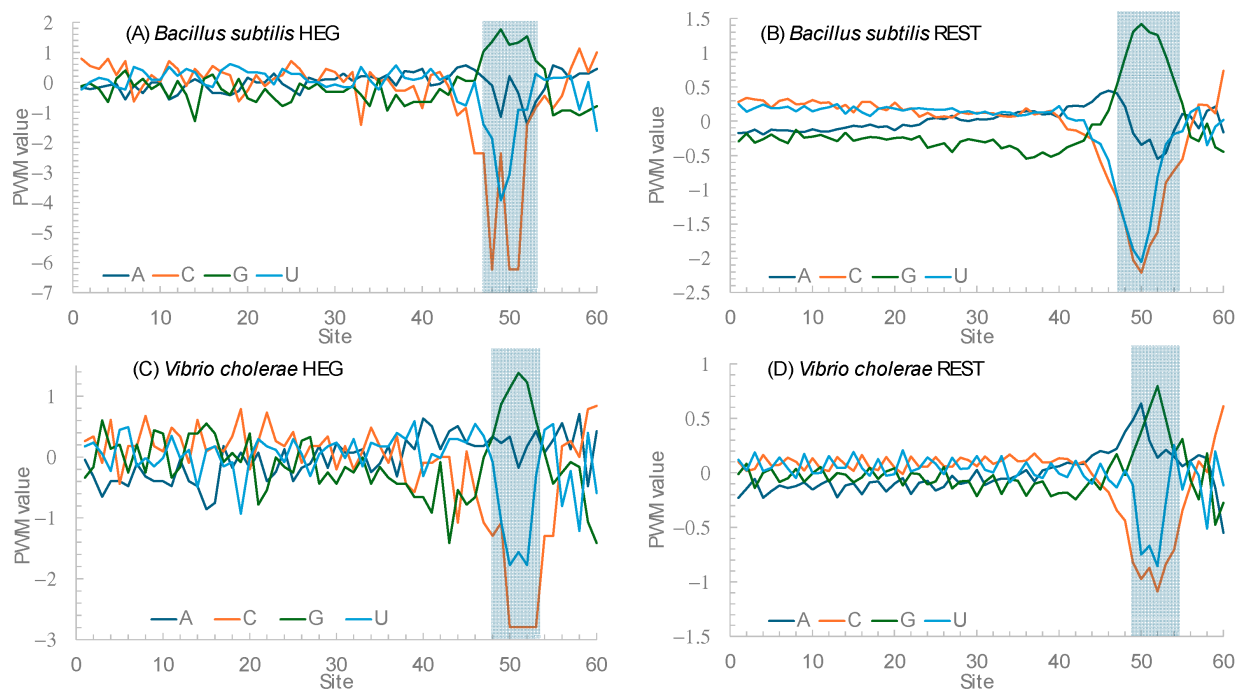 (A) Bacillus subtilis HEG
PWM value
2
1
0
−1
−2
−3
−4
−5
−6
−7
A C G U
0 10 20 30 40 50 60
Site
(B) Bacillus subtilis REST
PWM value
1.5
1
0.5
0
−0.5
−1
−1.5
−2
−2.5
A C G U
0 10 20 30 40 50 60
Site
(C) Vibrio cholerae HEG
PWM value
1
0
−1
−2
−3
A C G U
0 10 20 30 40 50 60
Site
(D) Vibrio cholerae REST
PWM value
1
0.5
0
−0.5
−1
−1.5
A C G U
0 10 20 30 40 50 60
Site